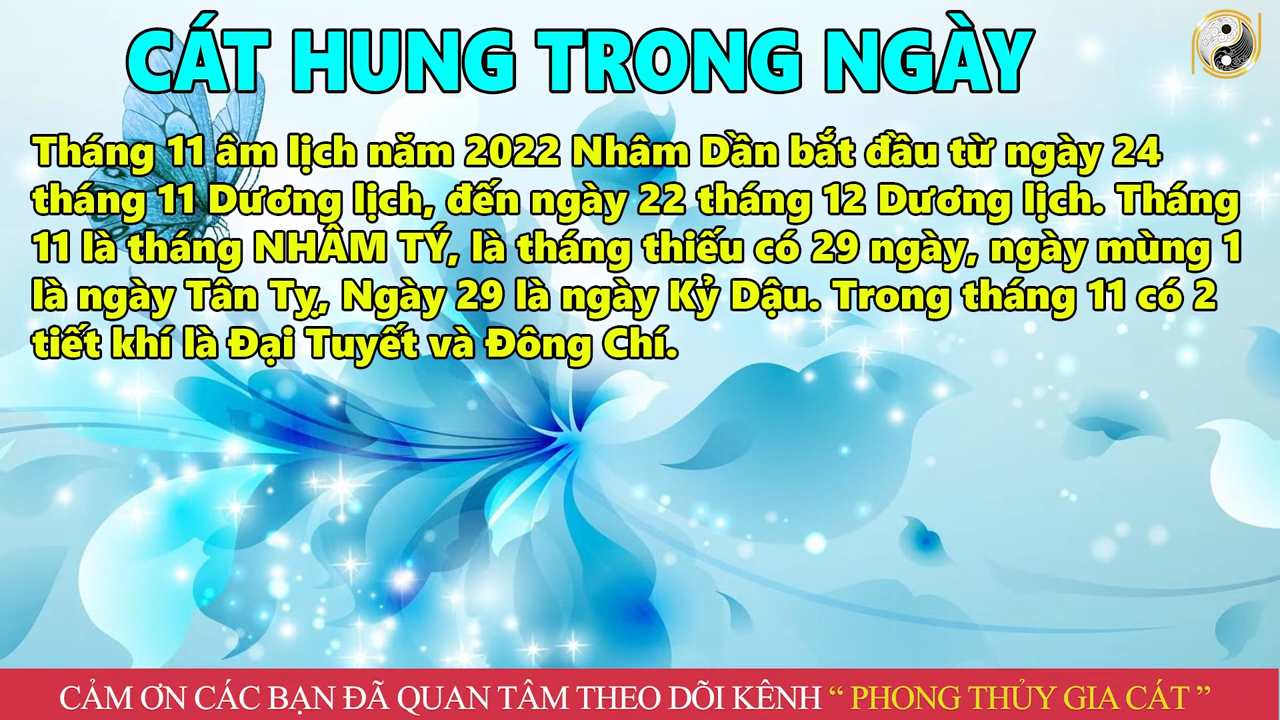 CÁT HUNG TRONG NGÀY
Tháng 11 âm lịch năm 2022 Nhâm Dần bắt đầu từ ngày 24
tháng 11 Dương lịch, đến ngày 22 tháng 12 Dương lịch. Tháng
11 là tháng NHÂM TÝ, là tháng thiếu có 29 ngày, ngày mùng 1
là ngày Tân Tỵ, Ngày 29 là ngày Kỷ Dậu. Trong tháng 11 có 2
tiết khí là Đại Tuyết và Đông Chí.
CẢM ƠN CÁC BẠN ĐÃ QUAN TÂM THEO DÕI KÊNH “ PHONG THỦY GIA CÁT ”